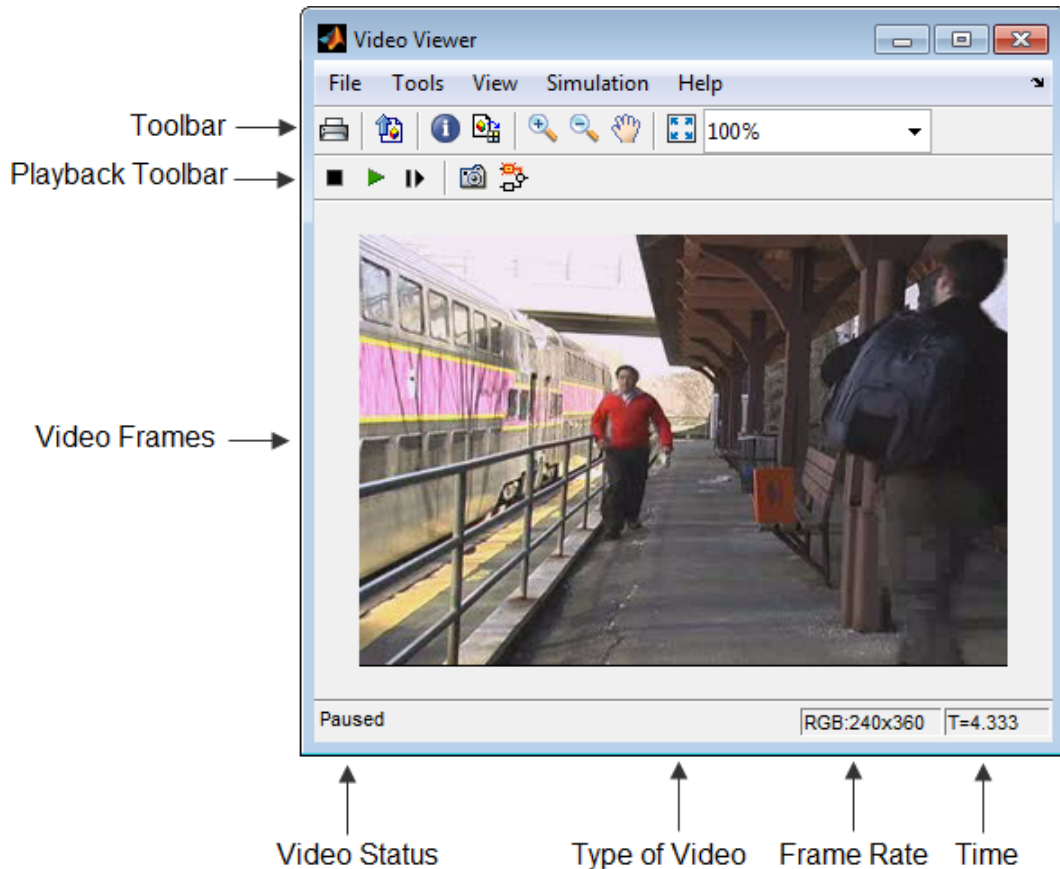 Video Viewer
File Tools View Simulation Help
Toolbar
100%
Playback Toolbar
Video Frames
Paused
RGB:240x360
T=4.333
Video Status
Type of Video
Frame Rate
Time